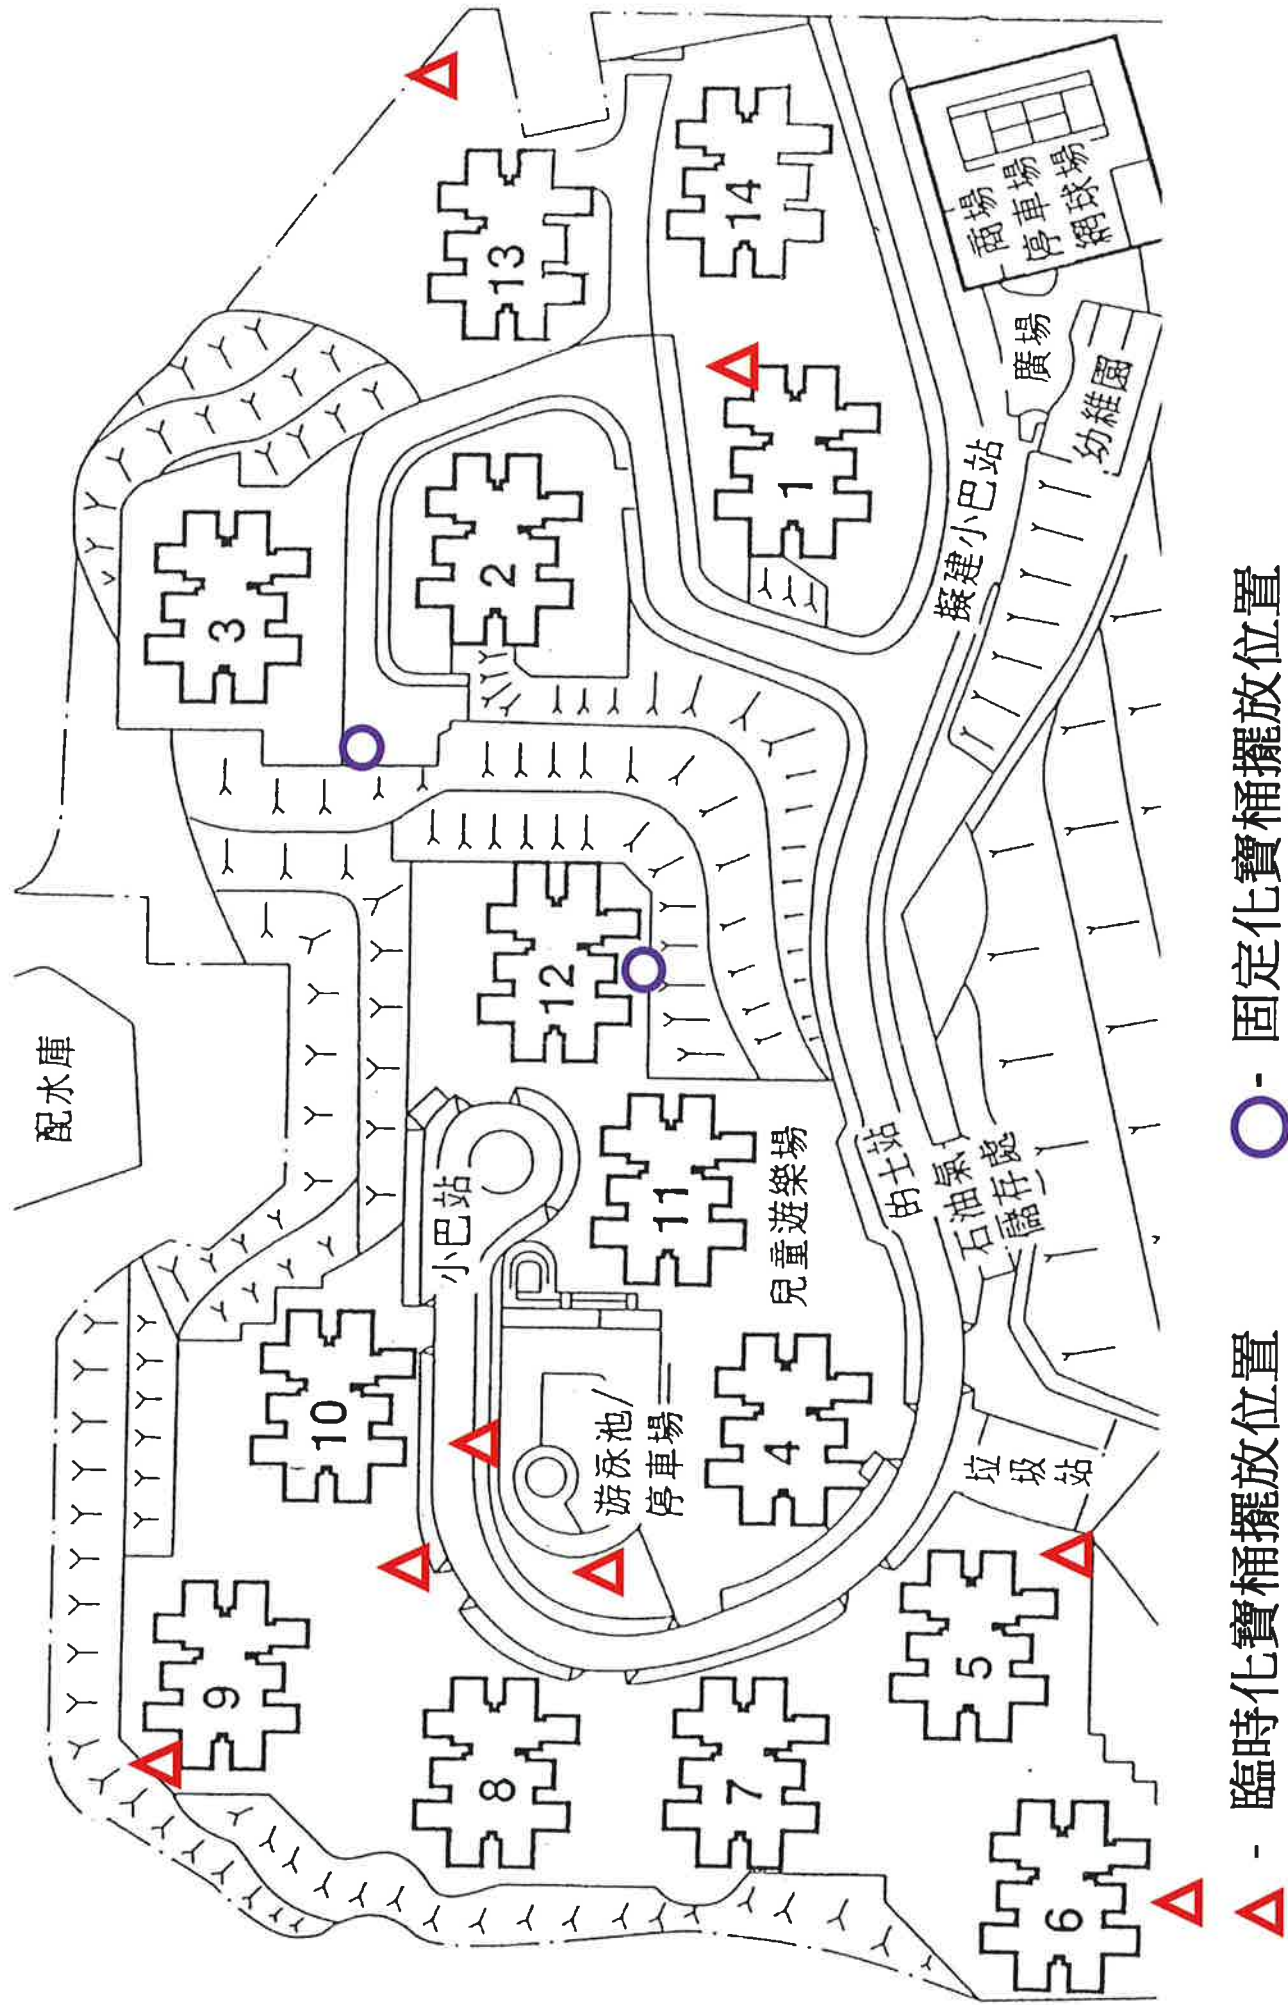 配水庫
3
13
2
14
1
12
11
10
9
8
7
4
5
6
小巴站
兒童遊樂場
游泳池/
停車場
的士站
石油氣
儲存處
垃
圾
站
擬建小巴站
廣場
幼稚園
商場
停車場
網球場
△ - 臨時化寶桶擺放位置
○ - 固定化寶桶擺放位置